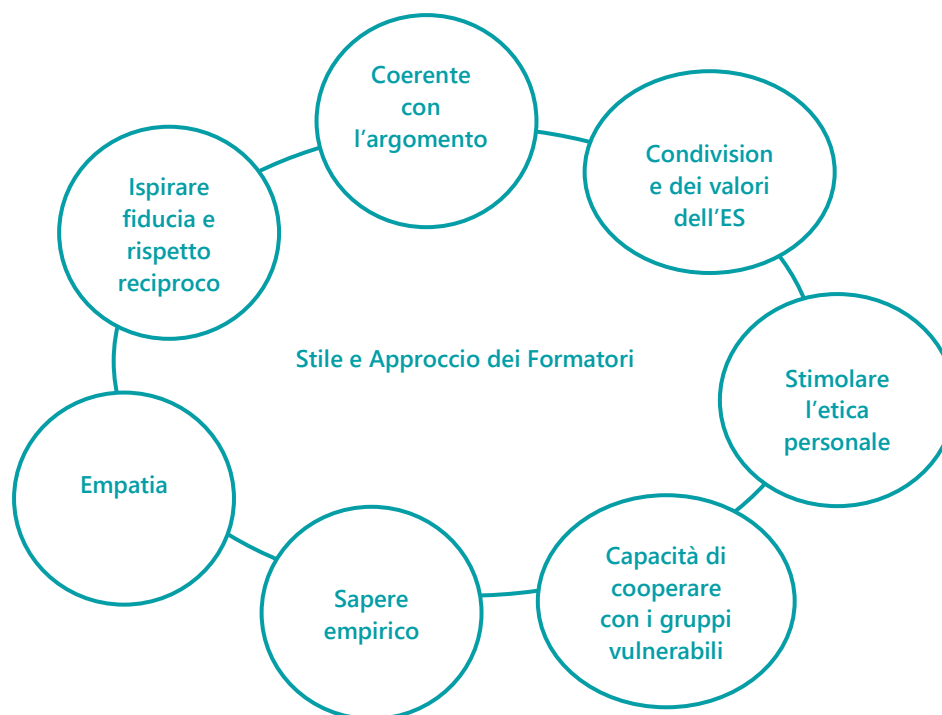 Coerente
con
l'argomento
Condivision
e dei valori
dell'ES
Stimolare
l'etica
personale
Capacità di
cooperare
con i gruppi
vulnerabili
Sapere
empirico
Empatia
Ispirare
fiducia e
rispetto
reciproco
Stile e Approccio dei Formatori